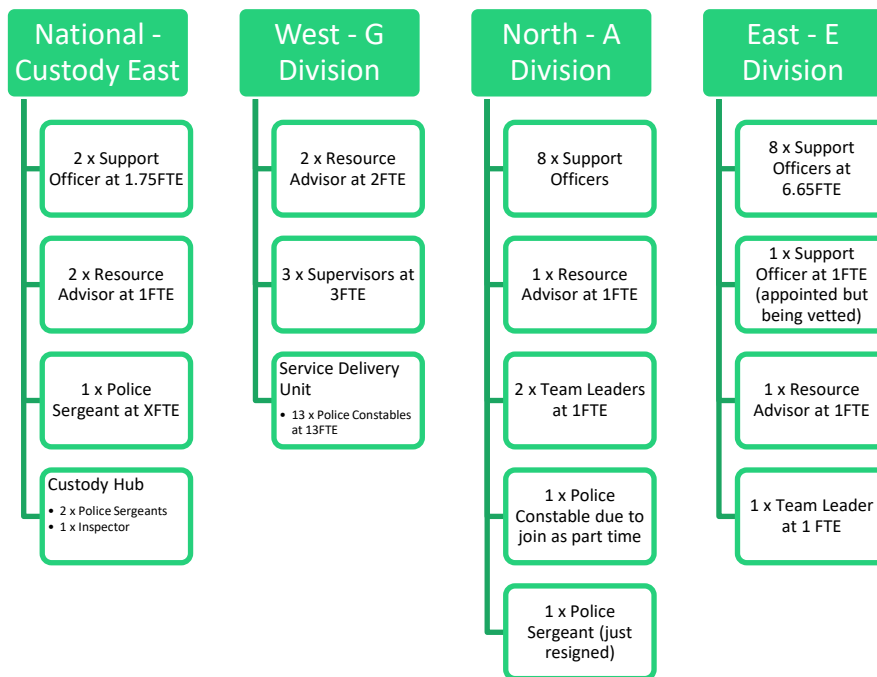 National -
Custody East
2 x Support
Officer at 1.75FTE
2 x Resource
Advisor at 1FTE
1 x Police
Sergeant at XFTE
Custody Hub
• 2 x Police Sergeants
• 1 x Inspector
West - G
Division
2 x Resource
Advisor at 2FTE
3 x Supervisors at
3FTE
Service Delivery
Unit
• 13 x Police Constables
at 13FTE
North - A
Division
8 x Support
Officers
1 x Resource
Advisor at 1FTE
2 x Team Leaders
at 1FTE
1 x Police
Constable due to
join as part time
1 x Police
Sergeant (just
resigned)
East - E
Division
8 x Support
Officers at
6.65FTE
1 x Support
Officer at 1FTE
(appointed but
being vetted)
1 x Resource
Advisor at 1FTE
1 x Team Leader
at 1 FTE